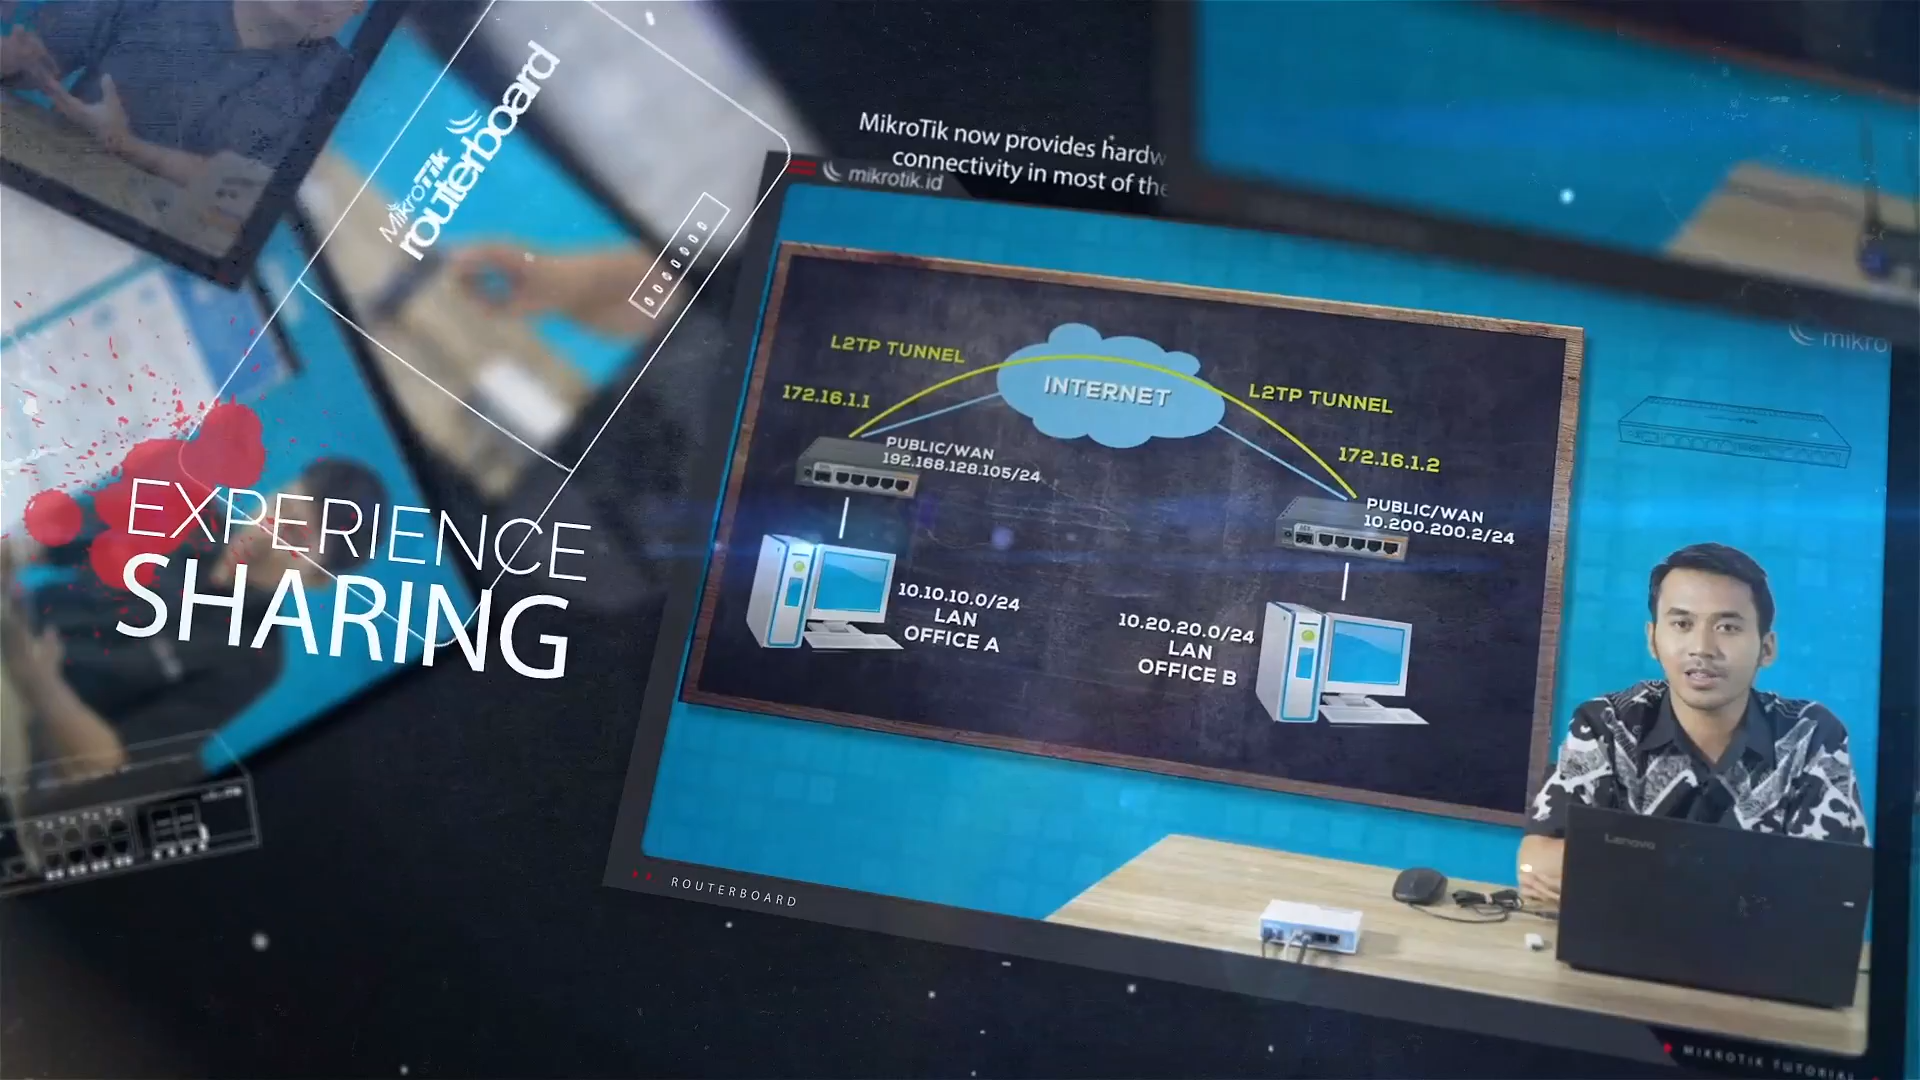 MikroTik
routerboard
MikroTik now provides hardw
connectivity in most of the
mikrotik.id
mikro
L2TP TUNNEL
INTERNET
L2TP TUNNEL
172.16.1.1
172.16.1.2
PUBLIC/WAN
192.168.128.105/24
PUBLIC/WAN
10.200.200.2/24
EXPERIENCE
SHARING
10.10.10.0/24
LAN
OFFICE A
10.20.20.0/24
LAN
OFFICE B
Lenovo
ROUTERBOARD
MIKROTIK TUTORIAL